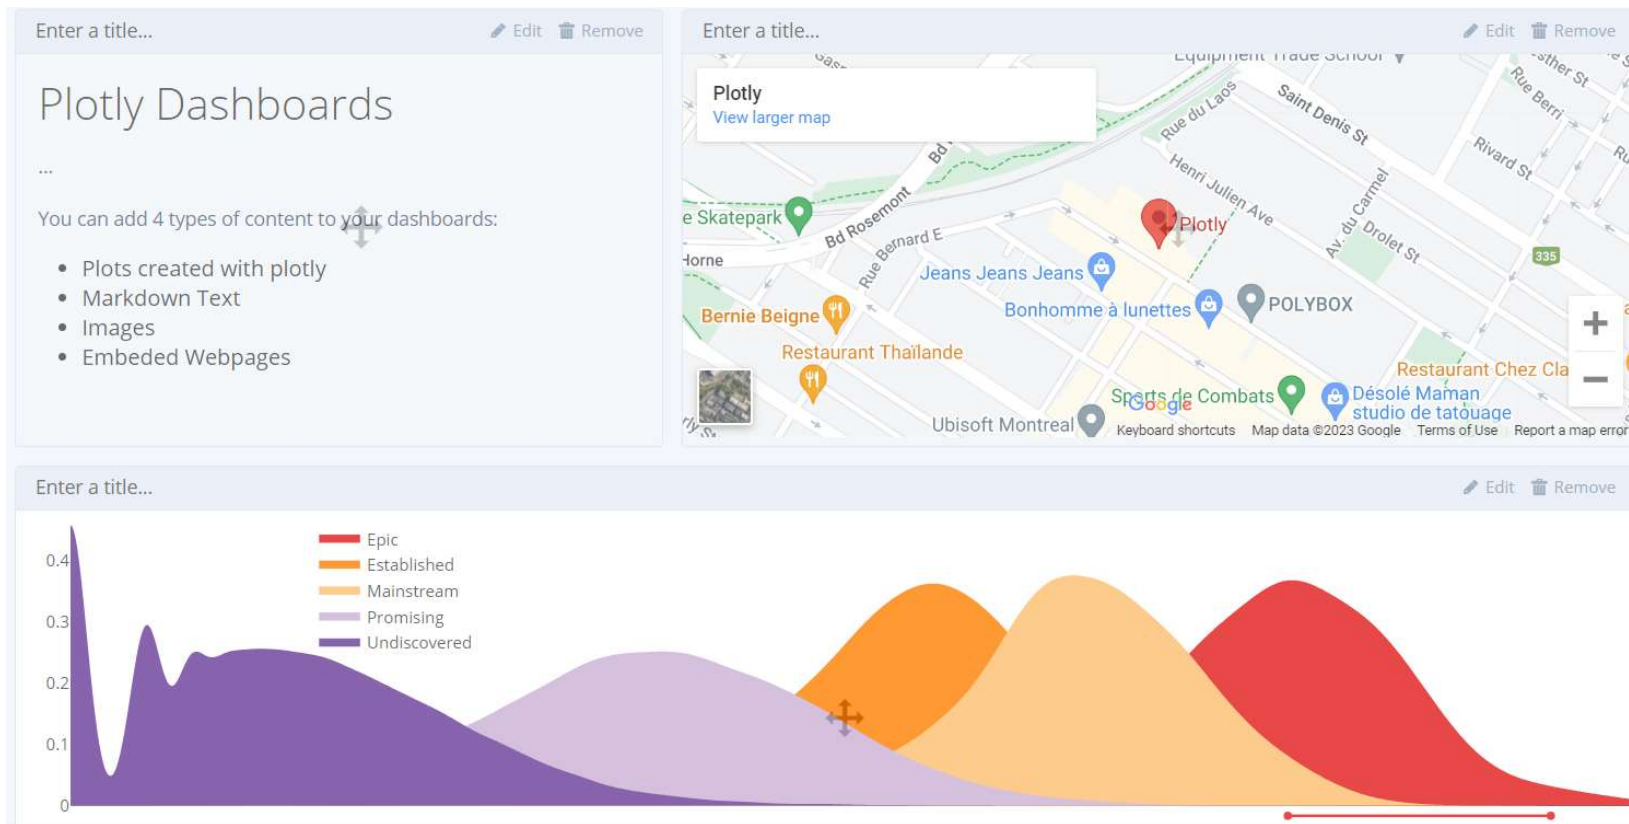 Enter a title...
Edit
Remove
Plotly Dashboards
...
You can add 4 types of content to your dashboards:
• Plots created with plotly
• Markdown Text
• Images
• Embeded Webpages
Enter a title...
Edit
Remove
Plotly
View larger map
Equipment Trade School
Rue du Laos
Saint Denis St
Rue Berri
Rivard St
Henri Julien Ave
Av. du Carmel
Drolet St
335
e Skatepark
Bd Rosemont
Rue Bernard E
Horne
Plotly
Jeans Jeans Jeans
Bonhomme à lunettes
POLYBOX
Bernie Beigne
Restaurant Thaïlande
Restaurant Chez Cla
Sports de Combats
Désolé Maman
studio de tatouage
Ubisoft Montreal
Google
Keyboard shortcuts
Map data ©2023 Google
Terms of Use
Report a map error
Enter a title...
Edit
Remove
Epic
Established
Mainstream
Promising
Undiscovered
0.4
0.3
0.2
0.1
0